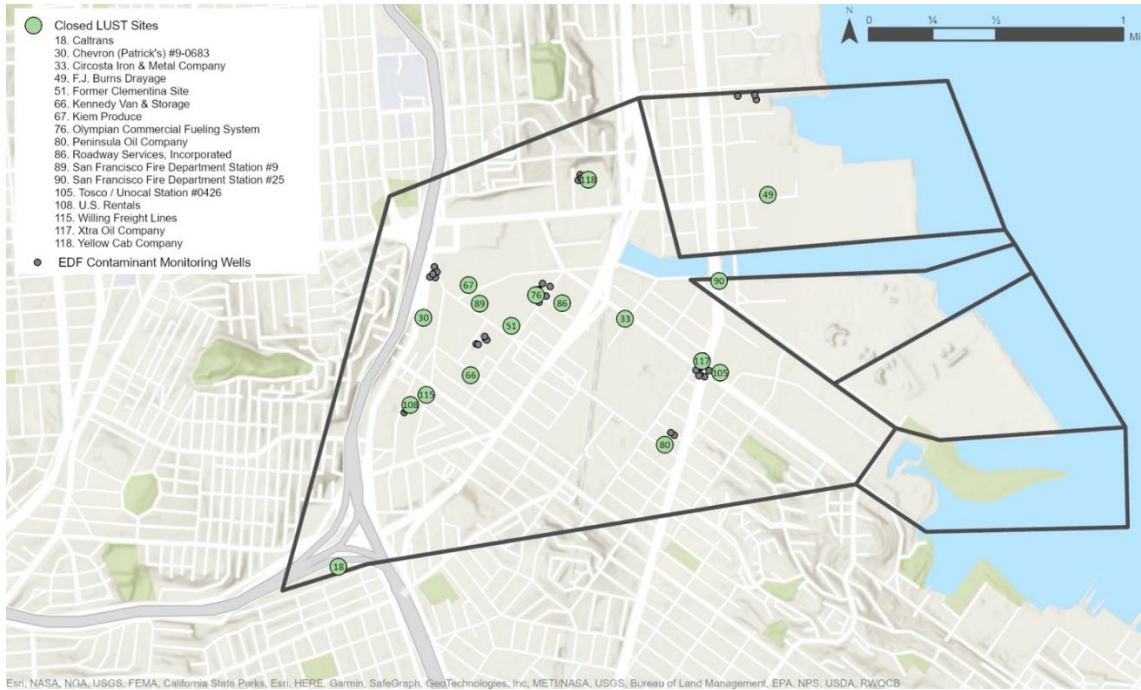 Closed LUST Sites
18. Caltrans
30. Chevron (Patrick's) #9-0683
33. Circosta Iron & Metal Company
49. F.J. Burns Drayage
51. Former Clementina Site
66. Kennedy Van & Storage
67. Kiem Produce
76. Olympian Commercial Fueling System
80. Peninsula Oil Company
86. Roadway Services, Incorporated
89. San Francisco Fire Department Station #9
90. San Francisco Fire Department Station #25
105. Tosco / Unocal Station #0426
108. U.S. Rentals
115. Willing Freight Lines
117. Xtra Oil Company
118. Yellow Cab Company
EDF Contaminant Monitoring Wells
N
0 ¼ ½ 1
Mi
118
49
67
90
76
89
86
30
51
33
117
105
66
115
108
80
18
Esri, NASA, NGA, USGS, FEMA, California State Parks, Esri, HERE, Garmin, SafeGraph, GeoTechnologies, Inc, METI/NASA, USGS, Bureau of Land Management, EPA, NPS, USDA, RWQCB